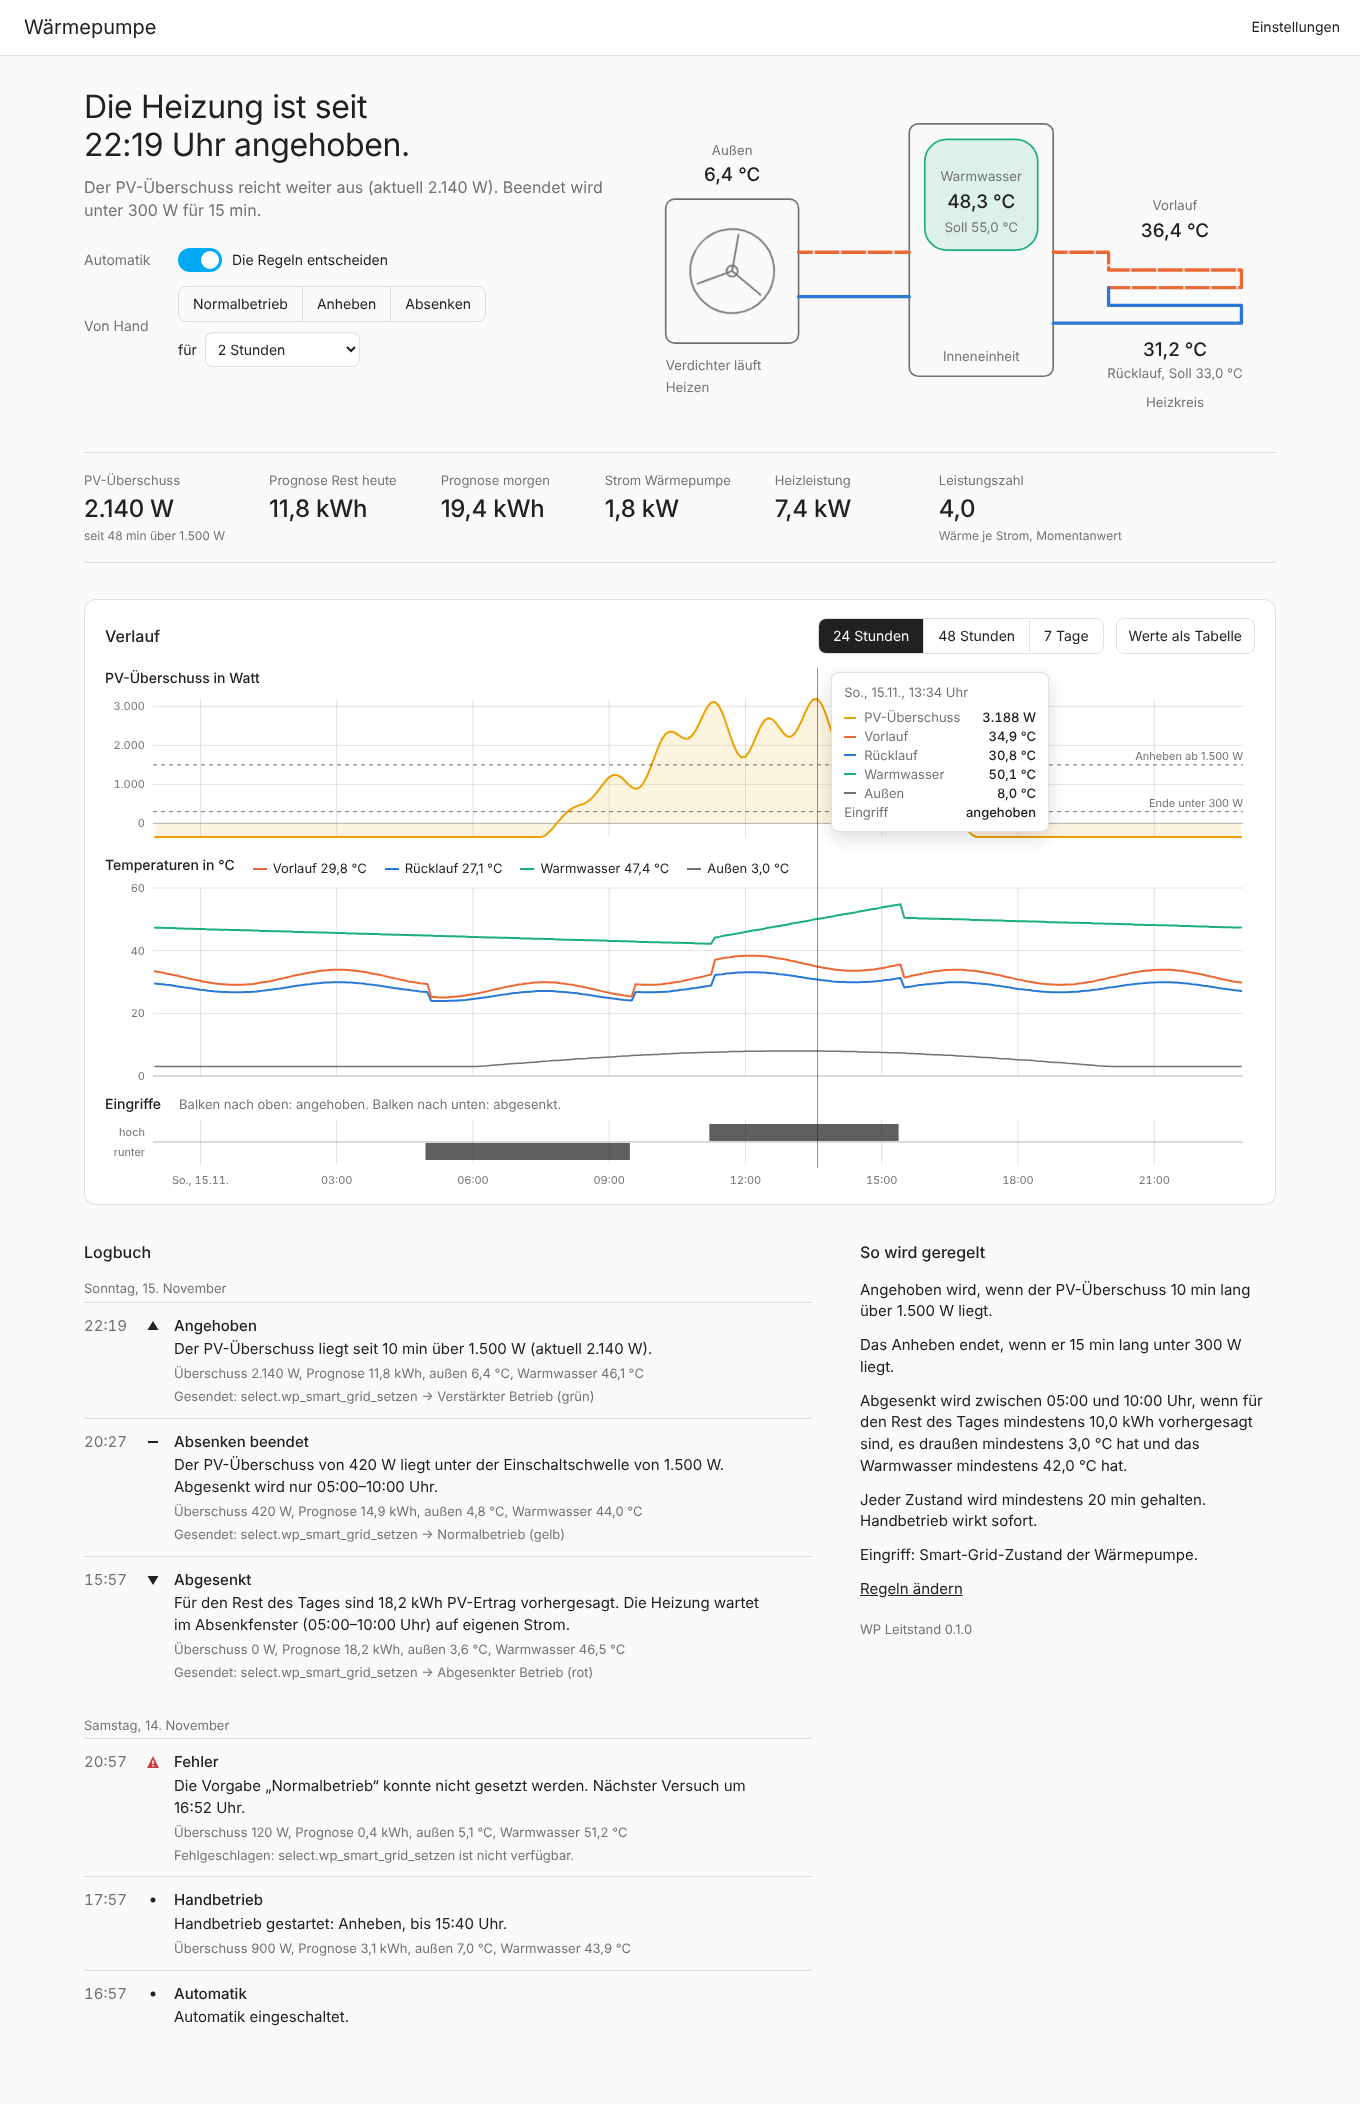 Wärmepumpe
Einstellungen
Die Heizung ist seit
22:19 Uhr angehoben.
Der PV-Überschuss reicht weiter aus (aktuell 2.140 W). Beendet wird
unter 300 W für 15 min.
Automatik
Die Regeln entscheiden
Von Hand
Normalbetrieb
Anheben
Absenken
für
2 Stunden
Außen
6,4 °C
Verdichter läuft
Heizen
Warmwasser
48,3 °C
Soll 55,0 °C
Inneneinheit
Vorlauf
36,4 °C
31,2 °C
Rücklauf, Soll 33,0 °C
Heizkreis
PV-Überschuss
2.140 W
seit 48 min über 1.500 W
Prognose Rest heute
11,8 kWh
Prognose morgen
19,4 kWh
Strom Wärmepumpe
1,8 kW
Heizleistung
7,4 kW
Leistungszahl
4,0
Wärme je Strom, Momentanwert
Verlauf
24 Stunden
48 Stunden
7 Tage
Werte als Tabelle
PV-Überschuss in Watt
3.000
2.000
1.000
0
Anheben ab 1.500 W
Ende unter 300 W
So., 15.11., 13:34 Uhr
PV-Überschuss 3.188 W
Vorlauf 34,9 °C
Rücklauf 30,8 °C
Warmwasser 50,1 °C
Außen 8,0 °C
Eingriff angehoben
Temperaturen in °C
Vorlauf 29,8 °C
Rücklauf 27,1 °C
Warmwasser 47,4 °C
Außen 3,0 °C
60
40
20
0
Eingriffe
Balken nach oben: angehoben. Balken nach unten: abgesenkt.
hoch
runter
So., 15.11.
03:00
06:00
09:00
12:00
15:00
18:00
21:00
Logbuch
Sonntag, 15. November
22:19 Angehoben
Der PV-Überschuss liegt seit 10 min über 1.500 W (aktuell 2.140 W).
Überschuss 2.140 W, Prognose 11,8 kWh, außen 6,4 °C, Warmwasser 46,1 °C
Gesendet: select.wp_smart_grid_setzen → Verstärkter Betrieb (grün)
20:27 Absenken beendet
Der PV-Überschuss von 420 W liegt unter der Einschaltschwelle von 1.500 W.
Abgesenkt wird nur 05:00–10:00 Uhr.
Überschuss 420 W, Prognose 14,9 kWh, außen 4,8 °C, Warmwasser 44,0 °C
Gesendet: select.wp_smart_grid_setzen → Normalbetrieb (gelb)
15:57 Abgesenkt
Für den Rest des Tages sind 18,2 kWh PV-Ertrag vorhergesagt. Die Heizung wartet
im Absenkfenster (05:00–10:00 Uhr) auf eigenen Strom.
Überschuss 0 W, Prognose 18,2 kWh, außen 3,6 °C, Warmwasser 46,5 °C
Gesendet: select.wp_smart_grid_setzen → Abgesenkter Betrieb (rot)
Samstag, 14. November
20:57 Fehler
Die Vorgabe „Normalbetrieb“ konnte nicht gesetzt werden. Nächster Versuch um
16:52 Uhr.
Überschuss 120 W, Prognose 0,4 kWh, außen 5,1 °C, Warmwasser 51,2 °C
Fehlgeschlagen: select.wp_smart_grid_setzen ist nicht verfügbar.
17:57 Handbetrieb
Handbetrieb gestartet: Anheben, bis 15:40 Uhr.
Überschuss 900 W, Prognose 3,1 kWh, außen 7,0 °C, Warmwasser 43,9 °C
16:57 Automatik
Automatik eingeschaltet.
So wird geregelt
Angehoben wird, wenn der PV-Überschuss 10 min lang
über 1.500 W liegt.
Das Anheben endet, wenn er 15 min lang unter 300 W
liegt.
Abgesenkt wird zwischen 05:00 und 10:00 Uhr, wenn für
den Rest des Tages mindestens 10,0 kWh vorhergesagt
sind, es draußen mindestens 3,0 °C hat und das
Warmwasser mindestens 42,0 °C hat.
Jeder Zustand wird mindestens 20 min gehalten.
Handbetrieb wirkt sofort.
Eingriff: Smart-Grid-Zustand der Wärmepumpe.
Regeln ändern
WP Leitstand 0.1.0